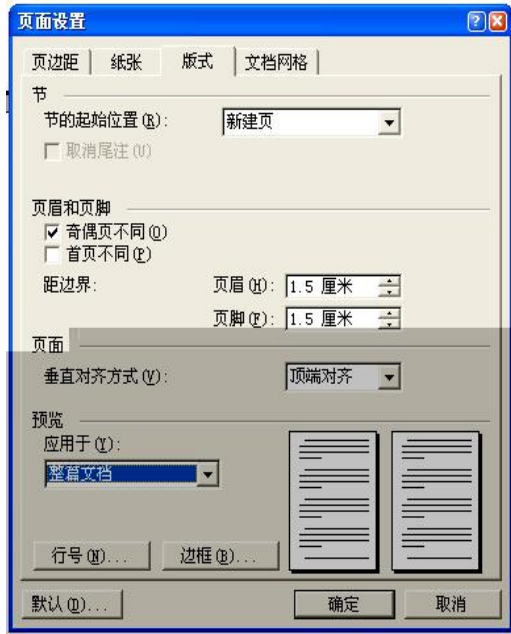 页面设置
页边距 纸张 版式 文档网格
节
节的起始位置(R): 新建页
取消尾注(U)
页眉和页脚
奇偶页不同(O)
首页不同(P)
距边界: 页眉(H): 1.5 厘米
页脚(F): 1.5 厘米
页面
垂直对齐方式(V): 顶端对齐
预览
应用于(Y):
整篇文档
行号(N)... 边框(B)...
默认(D)... 确定 取消